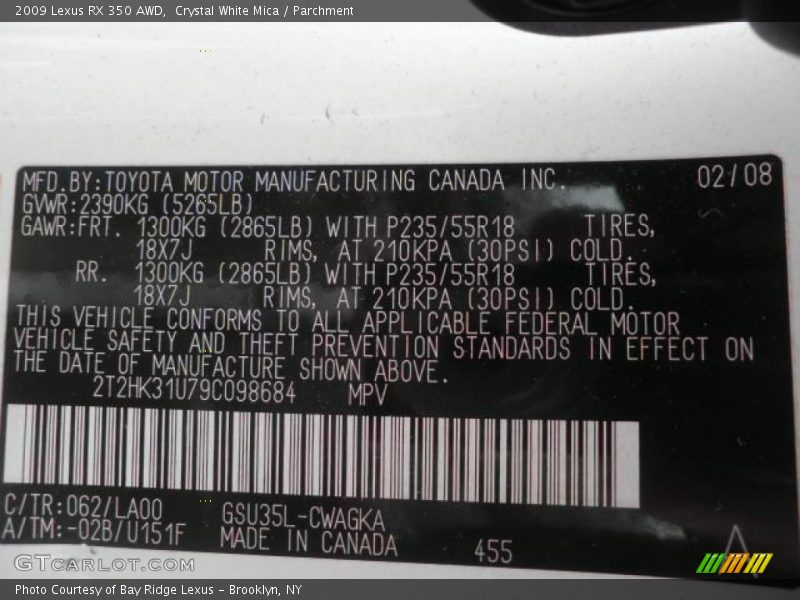 2009 Lexus RX 350 AWD,  Crystal White Mica / Parchment
MFD.BY:TOYOTA MOTOR MANUFACTURING CANADA INC. 02/08
GVWR:2390KG (5265LB)
GAWR:FRT. 1300KG (2865LB) WITH P235/55R18 TIRES,
18X7J RIMS, AT 210KPA (30PSI) COLD.
RR. 1300KG (2865LB) WITH P235/55R18 TIRES,
18X7J RIMS, AT 210KPA (30PSI) COLD.
THIS VEHICLE CONFORMS TO ALL APPLICABLE FEDERAL MOTOR
VEHICLE SAFETY AND THEFT PREVENTION STANDARDS IN EFFECT ON
THE DATE OF MANUFACTURE SHOWN ABOVE.
2T2HK31U79C098684 MPV
C/TR:062/LA00 GSU35L-CWAGKA
A/TM:-02B/U151F MADE IN CANADA 455
GTCarLot.com
Photo Courtesy of Bay Ridge Lexus - Brooklyn, NY